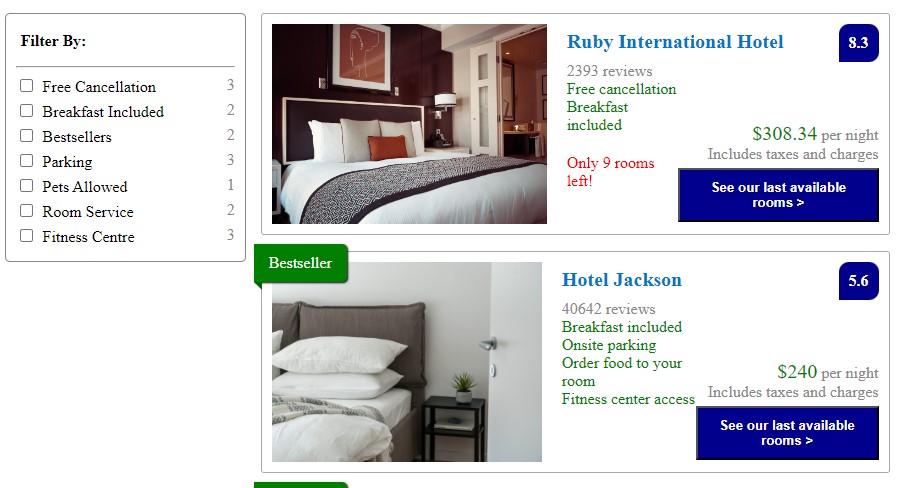 Filter By:
Free Cancellation 3
Breakfast Included 2
Bestsellers 2
Parking 3
Pets Allowed 1
Room Service 2
Fitness Centre 3
Ruby International Hotel
8.3
2393 reviews
Free cancellation
Breakfast
included
Only 9 rooms
left!
$308.34 per night
Includes taxes and charges
See our last available
rooms >
Bestseller
Hotel Jackson
5.6
40642 reviews
Breakfast included
Onsite parking
Order food to your
room
Fitness center access
$240 per night
Includes taxes and charges
See our last available
rooms >